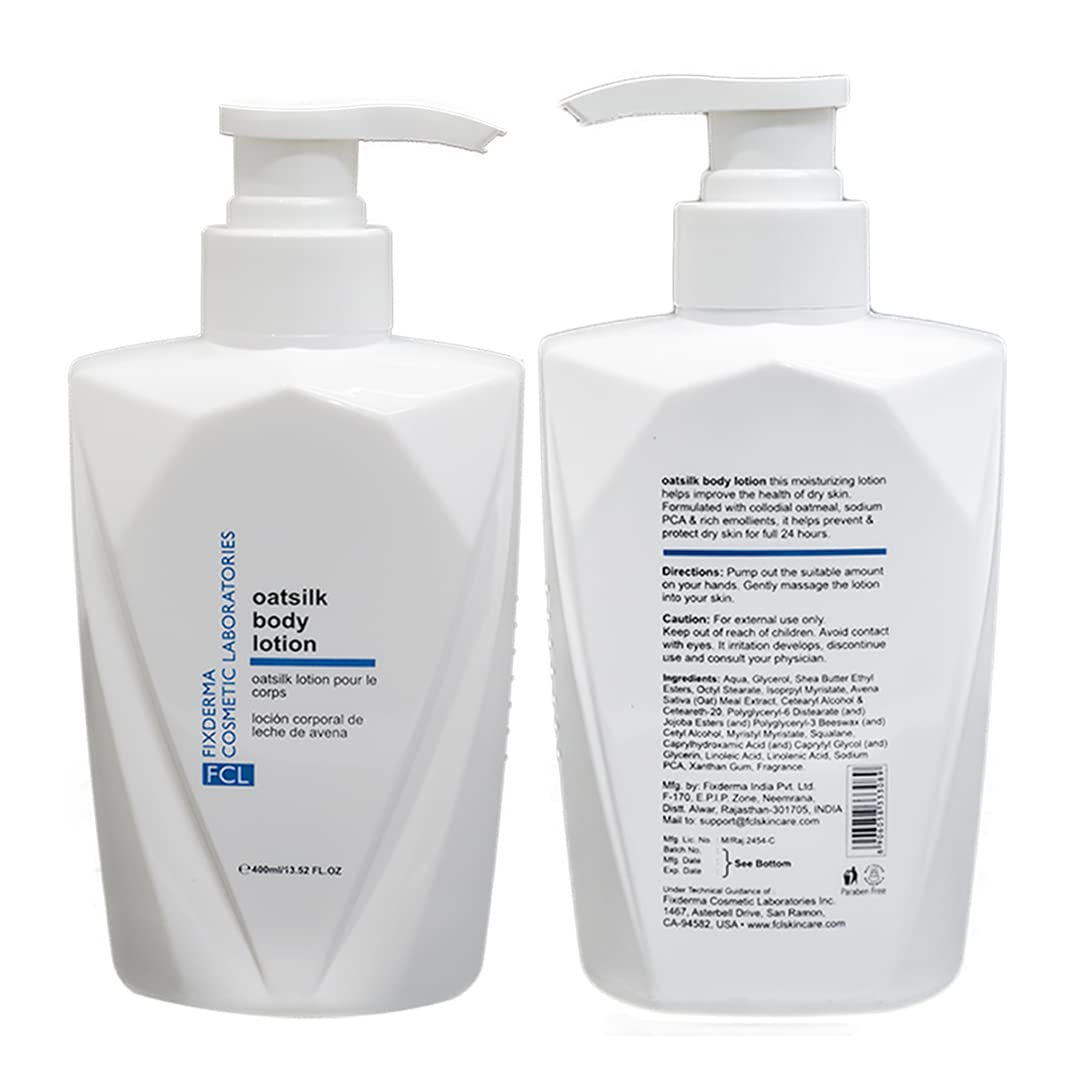 FIXDERMA
COSMETIC LABORATORIES
FCL
oatsilk
body
lotion
oatsilk lotion pour le
corps
loción corporal de
leche de avena
℮400ml/13.52 FL.OZ
oatsilk body lotion this moisturizing lotion
helps improve the health of dry skin.
Formulated with collodial oatmeal, sodium
PCA & rich emollients, it helps prevent &
protect dry skin for full 24 hours.
Directions: Pump out the suitable amount
on your hands. Gently massage the lotion
into your skin.
Caution: For external use only.
Keep out of reach of children. Avoid contact
with eyes. It irritation develops, discontinue
use and consult your physician.
Ingredients: Aqua, Glycerol, Shea Butter Ethyl
Esters, Octyl Stearate, Isoprpyl Myristate, Avena
Sativa (Oat) Meal Extract, Cetearyl Alcohol &
Ceteareth-20, Polyglyceryl-6 Distearate (and)
Jojoba Esters (and) Polyglyceryl-3 Beeswax (and)
Cetyl Alcohol, Myristyl Myristate, Squalane,
Caprylhydroxamic Acid (and) Caprytyl Glycol (and)
Glycerin, Linoleic Acid, Linolenic Acid, Sodium
PCA, Xanthan Gum, Fragrance.
Mfg. by: Fixderma India Pvt. Ltd.
F-170, E.P.I.P. Zone, Neemrana,
Distt. Alwar, Rajasthan-301705, INDIA
Mail to: support@fclskincare.com
Mfg. Lic. No. : M/Raj.2454-C
Batch No.
Mfg. Date } See Bottom
Exp. Date
Paraben Free
Under Technical Guidance of :
Fixderma Cosmetic Laboratories Inc.
1467, Asterbell Drive, San Ramon,
CA-94582, USA • www.fclskincare.com